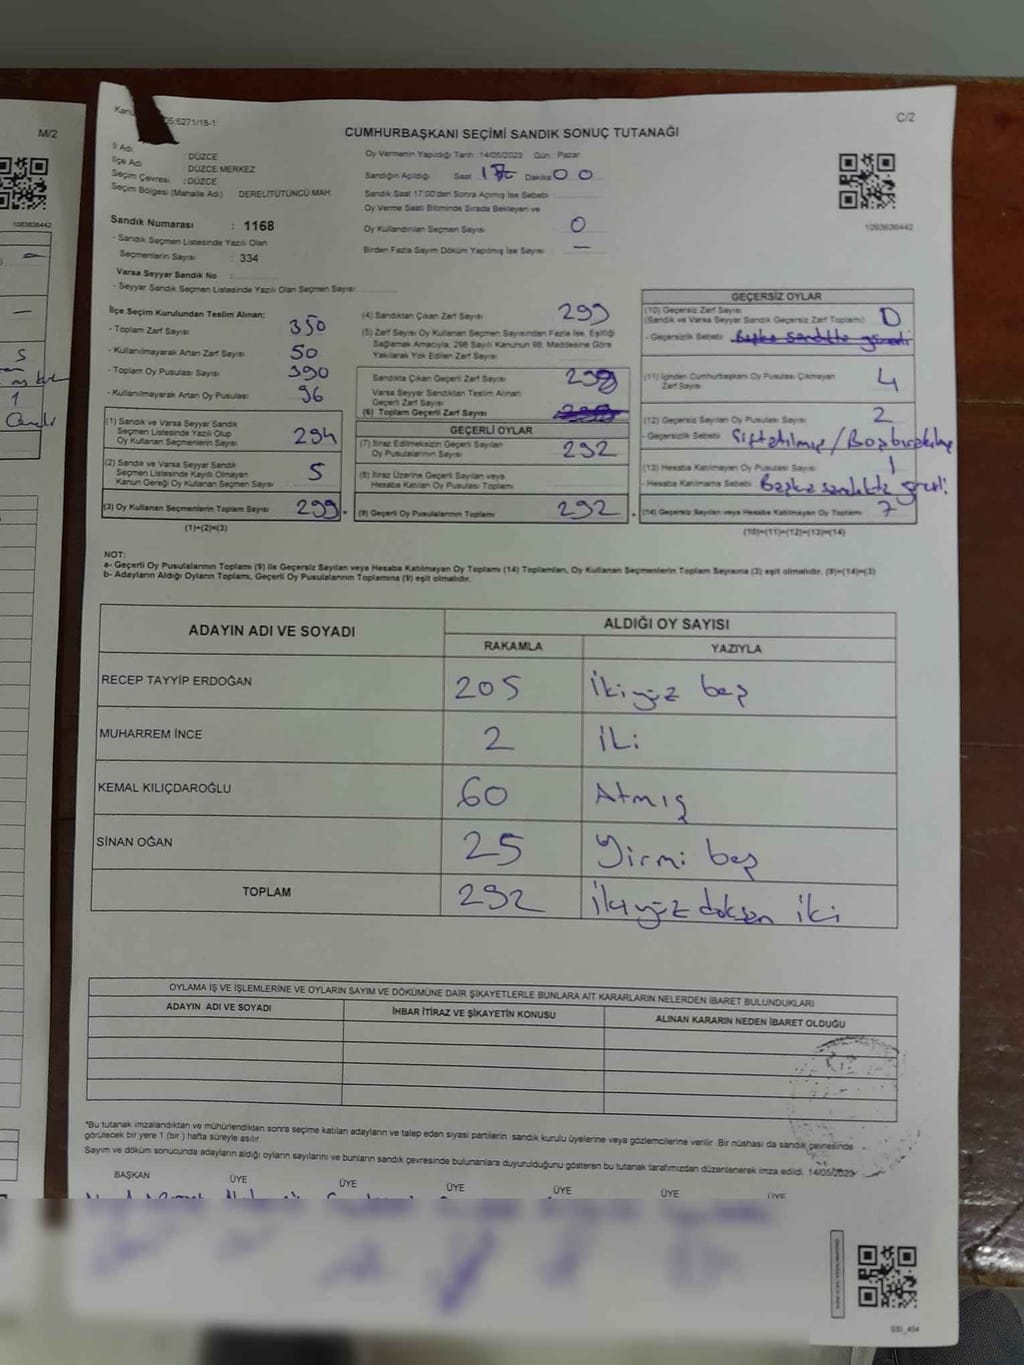 M/2
C/2
05:6271/18-1
CUMHURBAŞKANI SEÇİMİ SANDIK SONUÇ TUTANAĞI
İl Adı : DÜZCE
İlçe Adı : DÜZCE MERKEZ
Seçim Çevresi : DÜZCE
Seçim Bölgesi (Mahalle Adı) DERELİTÜTÜNCÜ MAH.
Oy Vermenin Yapıldığı Tarih :14/05/2023 Gün : Pazar
Sandığın Açıldığı Saat Dakika 00
Sandık Saat 17:00'den Sonra Açılmış İse Sebebi
Oy Verme Saati Bitiminde Sırada Bekleyen ve
Oy Kullandırılan Seçmen Sayısı 0
Birden Fazla Sayım Döküm Yapılmış İse Sayısı —
1093636442
1093636442
Sandık Numarası : 1168
- Sandık Seçmen Listesinde Yazılı Olan
Seçmenlerin Sayısı : 334
Varsa Seyyar Sandık No :
- Seyyar Sandık Seçmen Listesinde Yazılı Olan Seçmen Sayısı :
İlçe Seçim Kurulundan Teslim Alınan;
- Toplam Zarf Sayısı 350
- Kullanılmayarak Artan Zarf Sayısı 50
- Toplam Oy Pusulası Sayısı 390
- Kullanılmayarak Artan Oy Pusulası 96
(1) Sandık ve Varsa Seyyar Sandık
Seçmen Listesinde Yazılı Olup
Oy Kullanan Seçmenlerin Sayısı 294
(2) Sandık ve Varsa Seyyar Sandık
Seçmen Listesinde Kayıtlı Olmayan
Kanun Gereği Oy Kullanan Seçmen Sayısı 5
(3) Oy Kullanan Seçmenlerin Toplam Sayısı 299
(1)+(2)=(3)
(4) Sandıktan Çıkan Zarf Sayısı 299
(5) Zarf Sayısı Oy Kullanan Seçmen Sayısından Fazla İse, Eşitliği
Sağlamak Amacıyla, 298 Sayılı Kanunun 98. Maddesine Göre
Yakılarak Yok Edilen Zarf Sayısı
Sandıkta Çıkan Geçerli Zarf Sayısı
Varsa Seyyar Sandıktan Teslim Alınan
Geçerli Zarf Sayısı
(6) Toplam Geçerli Zarf Sayısı
GEÇERLİ OYLAR
(7) İtiraz Edilmeksizin Geçerli Sayılan
Oy Pusulalarının Sayısı 292
(8) İtiraz Üzerine Geçerli Sayılan veya
Hesaba Katılan Oy Pusulası Toplamı
(9) Geçerli Oy Pusulalarının Toplamı 292
GEÇERSİZ OYLAR
(10) Geçersiz Zarf Sayısı
(Sandık ve Varsa Seyyar Sandık Geçersiz Zarf Toplamı) 0
- Geçersizlik Sebebi Başka sandıkta görevli
(11) İçinden Cumhurbaşkanı Oy Pusulası Çıkmayan
Zarf Sayısı 4
(12) Geçersiz Sayılan Oy Pusulası Sayısı 2
- Geçersizlik Sebebi
(13) Hesaba Katılmayan Oy Pusulası Sayısı 1
- Hesaba Katılmama Sebebi Başka sandıkta görevli
(14) Geçersiz Sayılan veya Hesaba Katılmayan Oy Toplamı 7
(10)+(11)+(12)+(13)=(14)
NOT:
a- Geçerli Oy Pusulalarının Toplamı (9) ile Geçersiz Sayılan veya Hesaba Katılmayan Oy Toplamı (14) Toplamları, Oy Kullanan Seçmenlerin Toplam Sayısına (3) eşit olmalıdır. (9)+(14)=(3)
b- Adayların Aldığı Oyların Toplamı, Geçerli Oy Pusulalarının Toplamına (9) eşit olmalıdır.
ADAYIN ADI VE SOYADI
ALDIĞI OY SAYISI
RAKAMLA YAZIYLA
RECEP TAYYİP ERDOĞAN 205 ikiyüz beş
MUHARREM İNCE 2 iki
KEMAL KILIÇDAROĞLU 60 Atmış
SİNAN OĞAN 25 Yirmi beş
TOPLAM 292 ikiyüz doksan iki
OYLAMA İŞ VE İŞLEMLERİNE VE OYLARIN SAYIM VE DÖKÜMÜNE DAİR ŞİKAYETLERLE BUNLARA AİT KARARLARIN NELERDEN İBARET BULUNDUKLARI
ADAYIN ADI VE SOYADI İHBAR İTİRAZ VE ŞİKAYETİN KONUSU ALINAN KARARIN NEDEN İBARET OLDUĞU
*Bu tutanak imzalandıktan ve mühürlendikten sonra seçime katılan adayların ve talep eden siyasi partilerin sandık kurulu üyelerine veya gözlemcilerine verilir. Bir nüshası da sandık çevresinde
görülecek bir yere 1 (bir) hafta süreyle asılır.
Sayım ve döküm sonucunda adayların aldığı oyların sayılarını ve bunların sandık çevresinde bulunanlara duyurulduğunu gösteren bu tutanak tarafımızdan düzenlenerek imza edildi. 14/05/2023
BAŞKAN ÜYE ÜYE ÜYE ÜYE ÜYE ÜYE